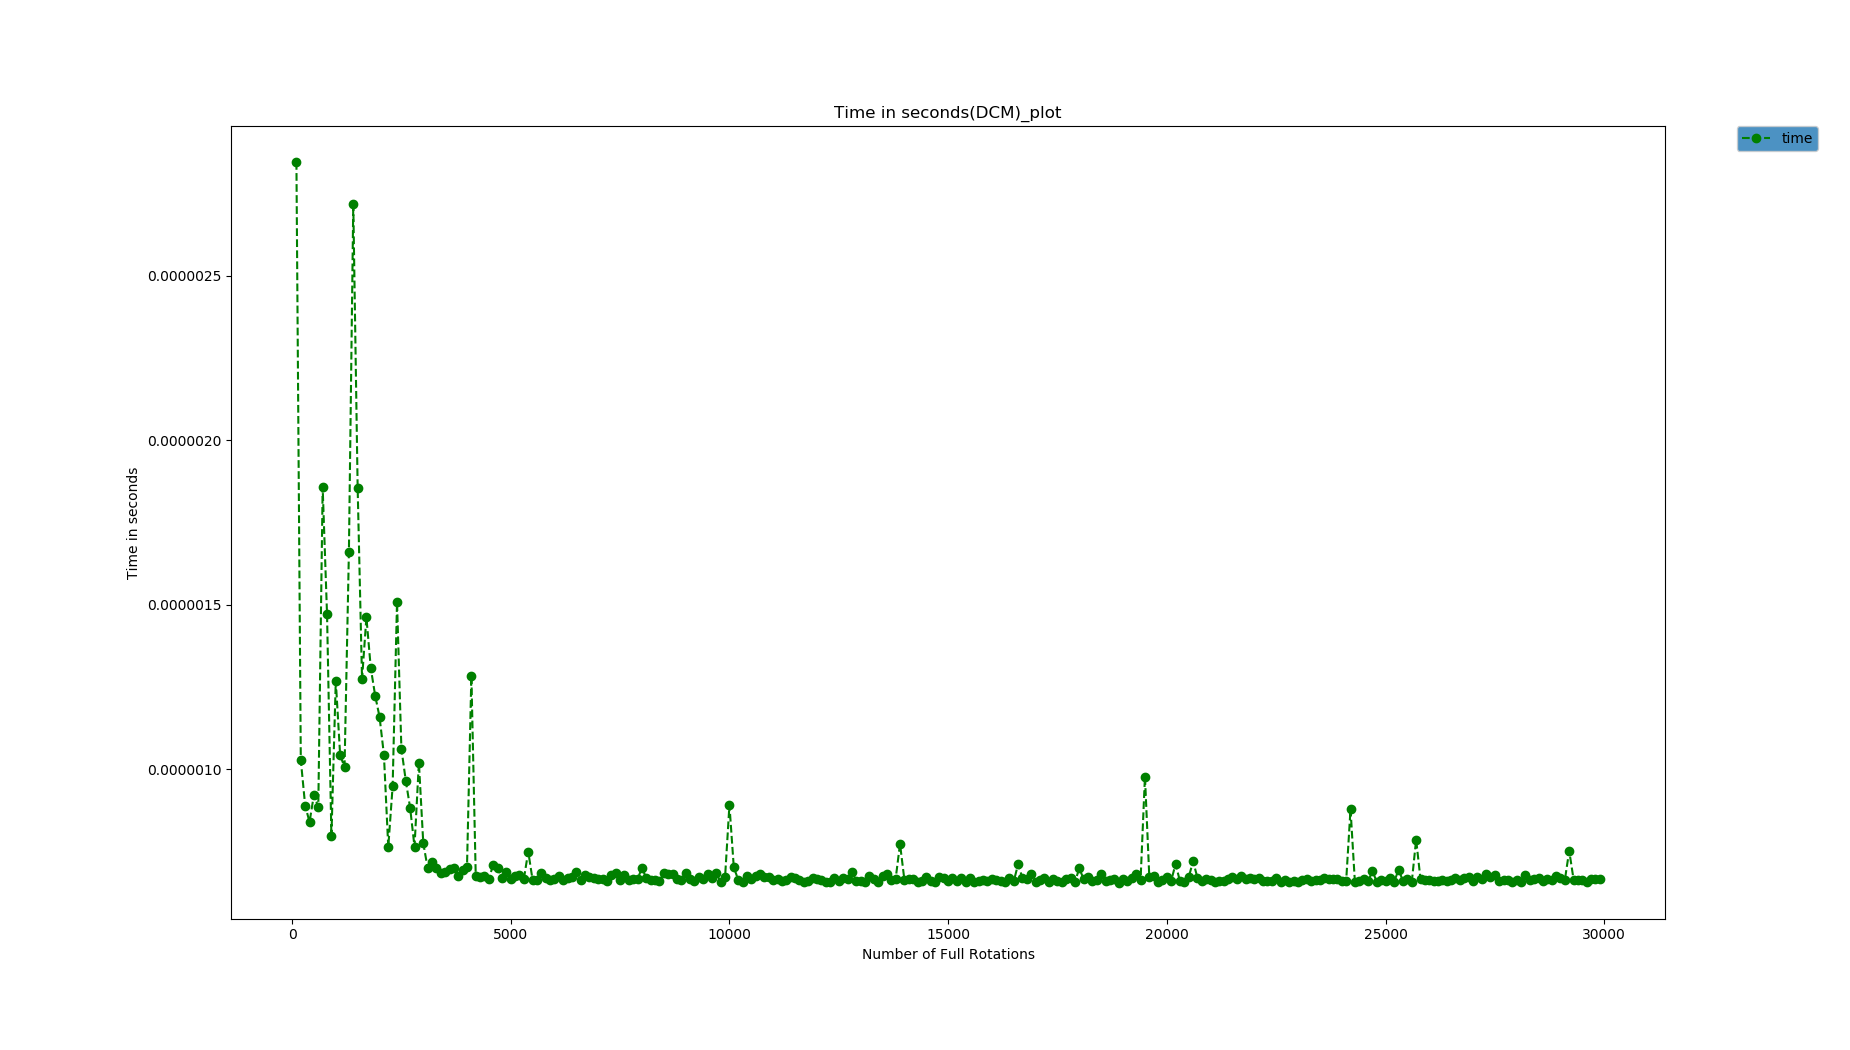 Time in seconds(DCM)_plot
time
0.0000025
0.0000020
0.0000015
0.0000010
Time in seconds
0 5000 10000 15000 20000 25000 30000
Number of Full Rotations